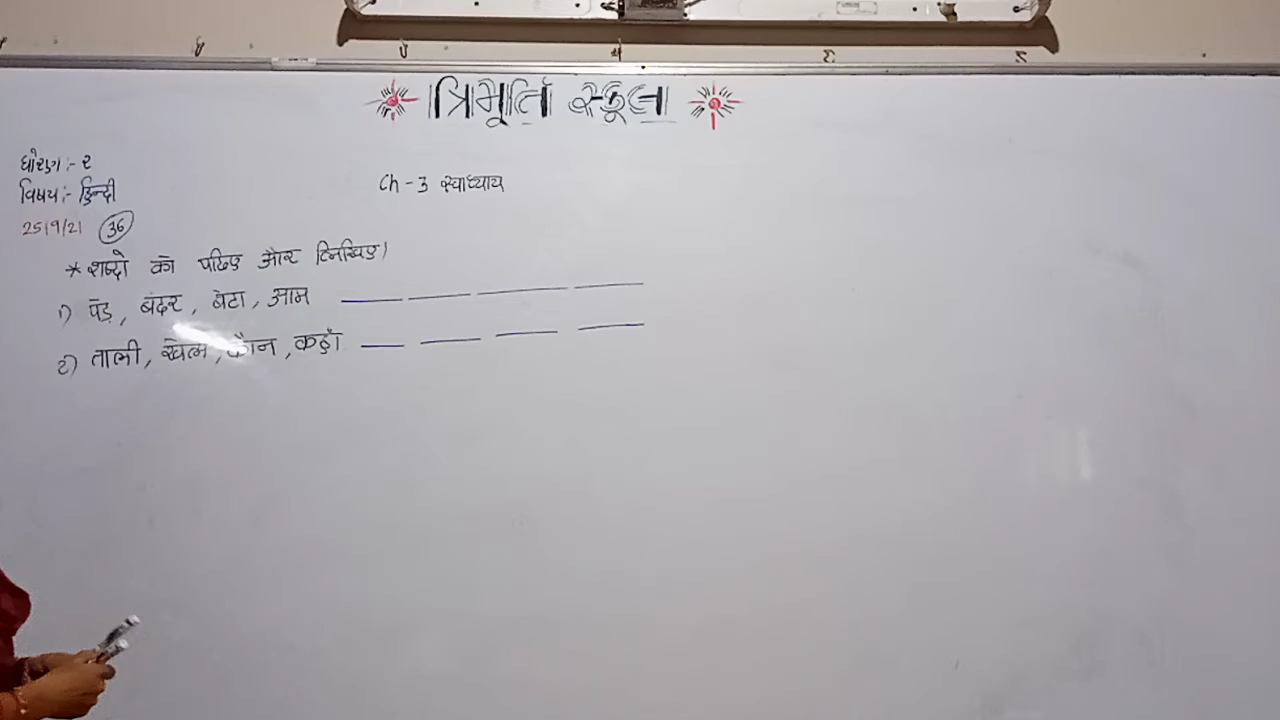 त्रिमूर्ति स्कूल
धोरण :- २
विषय :- हिन्दी
Ch - 3 स्वाध्याय
25/9/21 36
* शब्दो को पढिए और लिखिए।
1) पेड़, बंदर, बेटा, आम
2) ताली, खेल, कौन, कहाँ